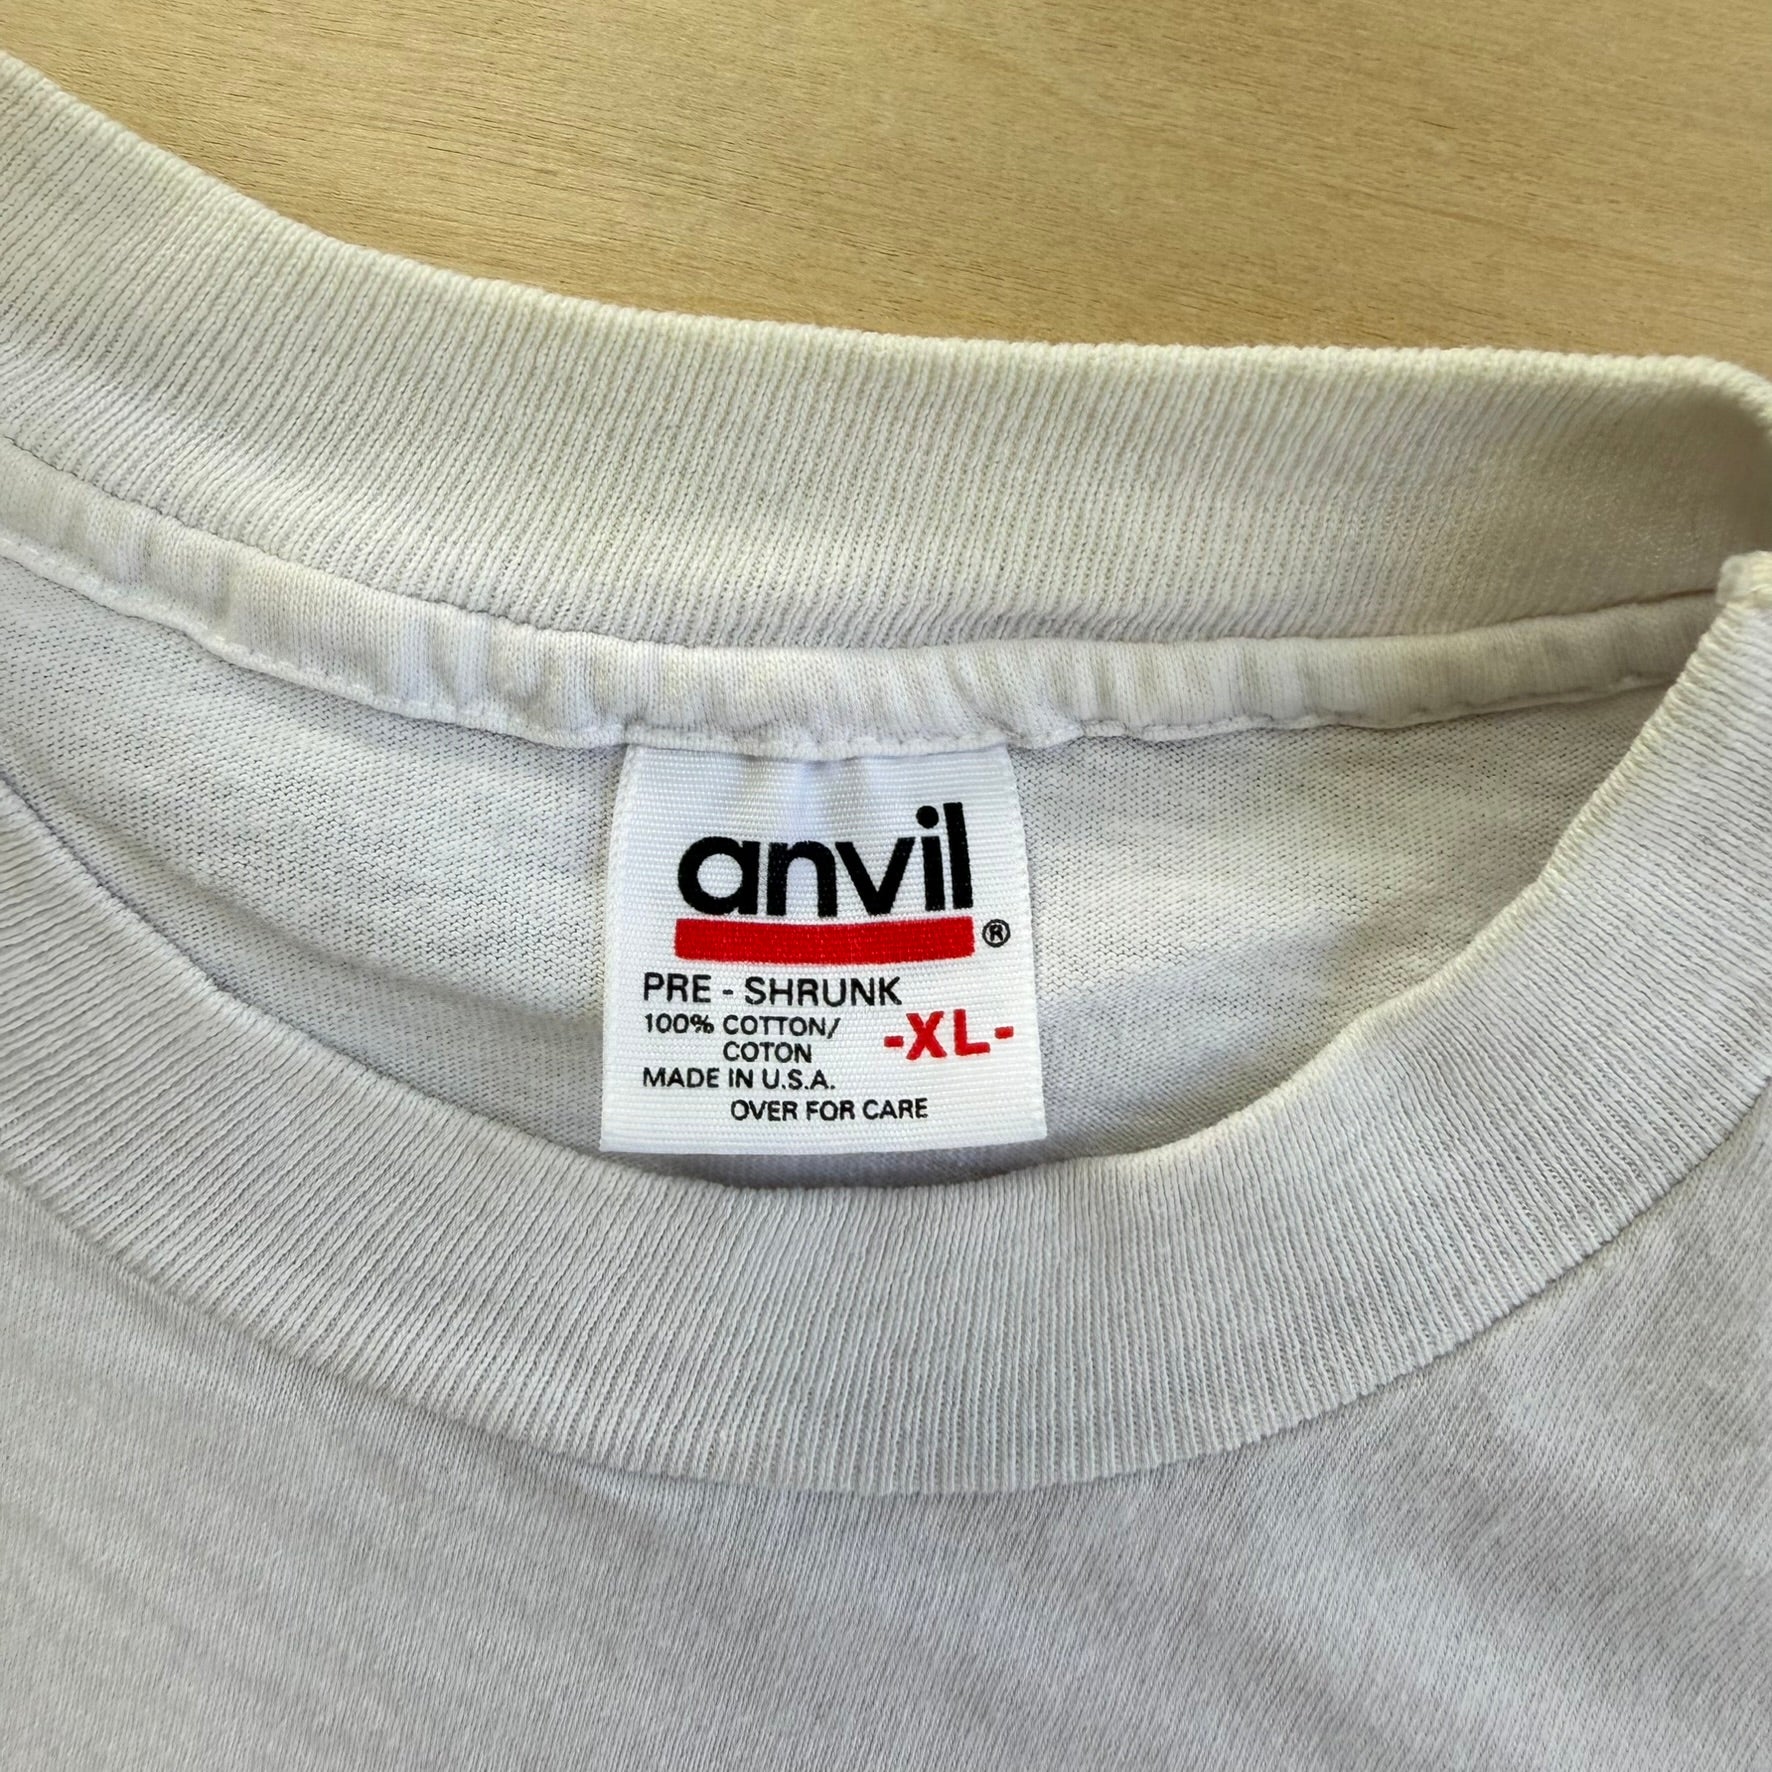 anvil
®
PRE - SHRUNK
100% COTTON/
COTON
-XL-
MADE IN U.S.A.
OVER FOR CARE